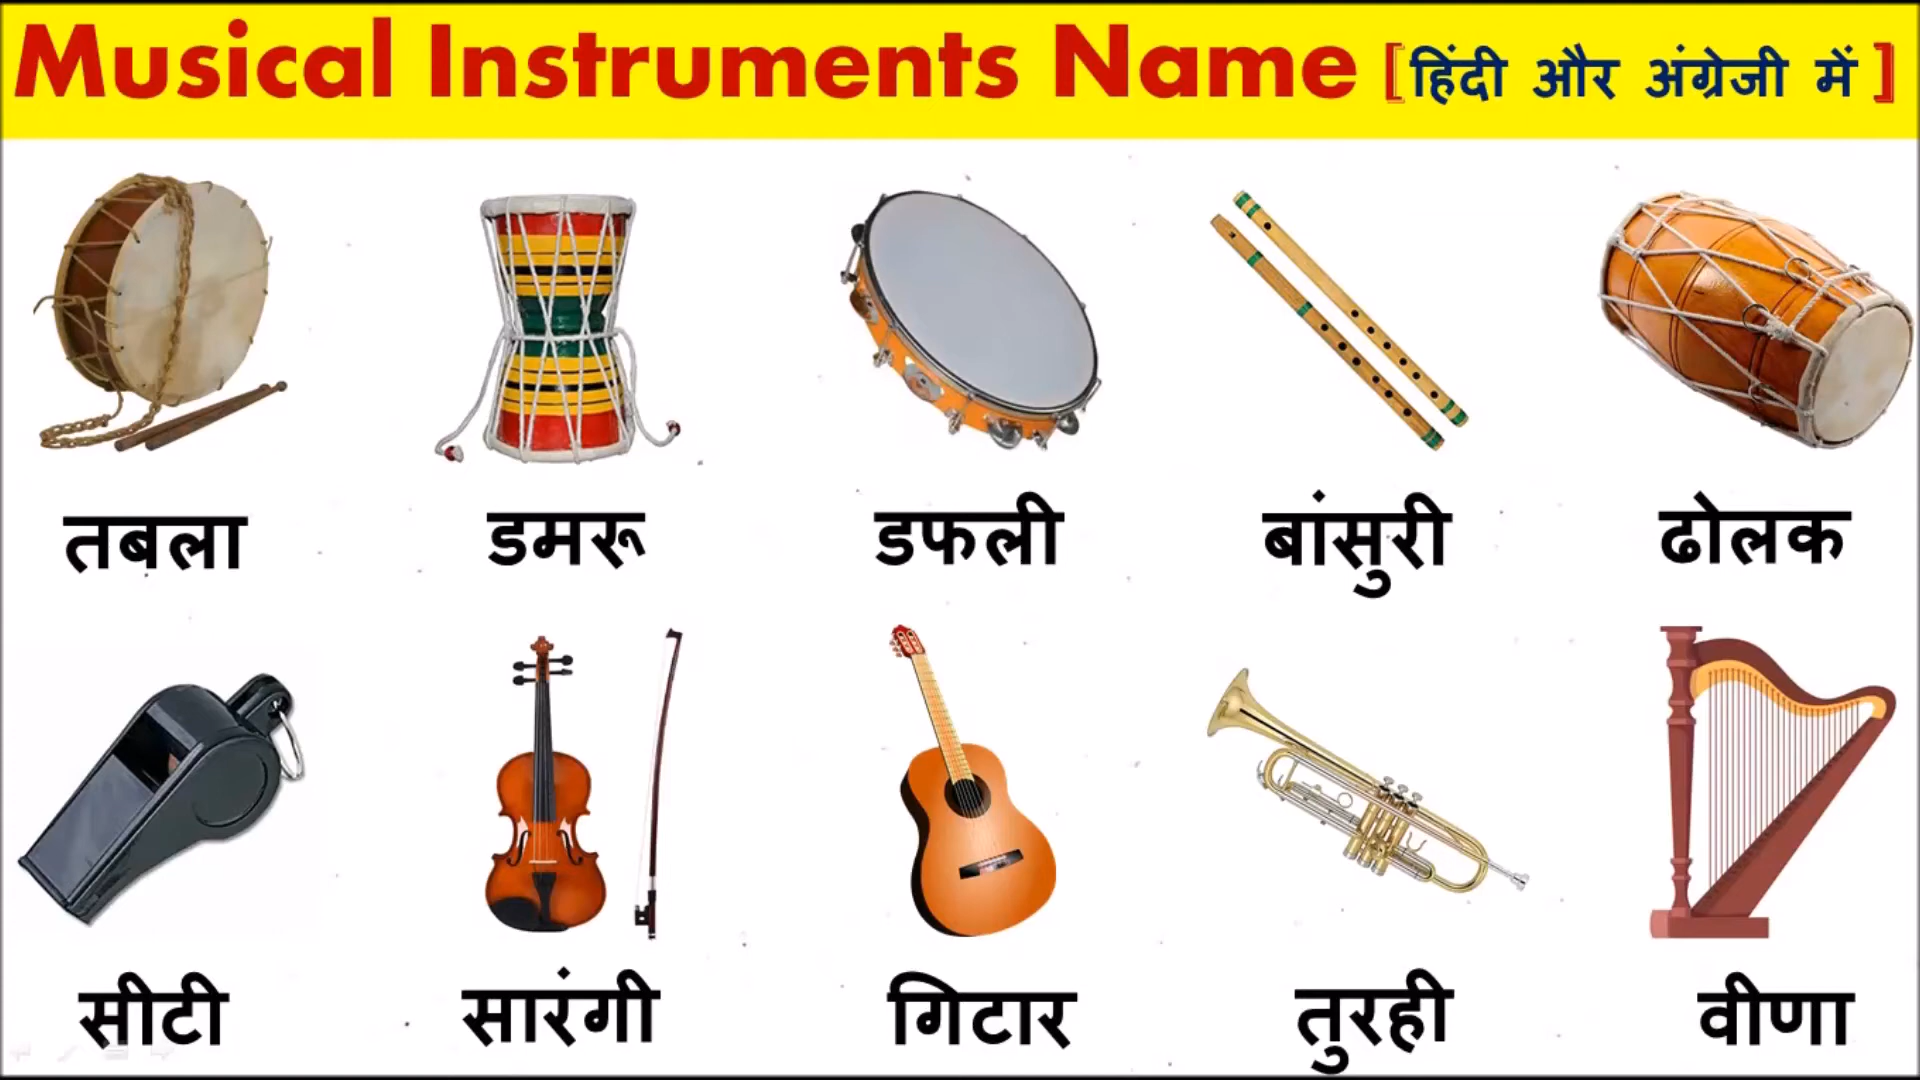 Musical Instruments Name [हिंदी और अंग्रेजी में]
तबला डमरू डफली बांसुरी ढोलक
सीटी सारंगी गिटार तुरही वीणा